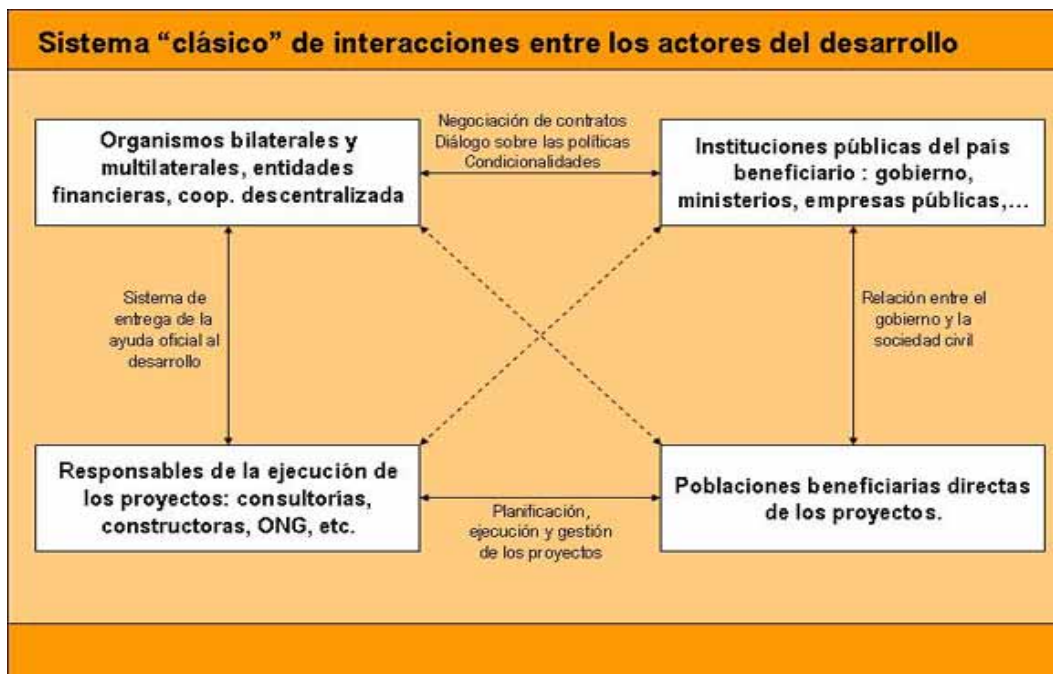 Sistema “clásico” de interacciones entre los actores del desarrollo
Organismos bilaterales y
multilaterales, entidades
financieras, coop. descentralizada
Negociación de contratos
Diálogo sobre las políticas
Condicionalidades
Instituciones públicas del país
beneficiario : gobierno,
ministerios, empresas públicas,...
Sistema de
entrega de la
ayuda oficial al
desarrollo
Relación entre el
gobierno y la
sociedad civil
Responsables de la ejecución de
los proyectos: consultorías,
constructoras, ONG, etc.
Planificación,
ejecución y gestión
de los proyectos
Poblaciones beneficiarias directas
de los proyectos.